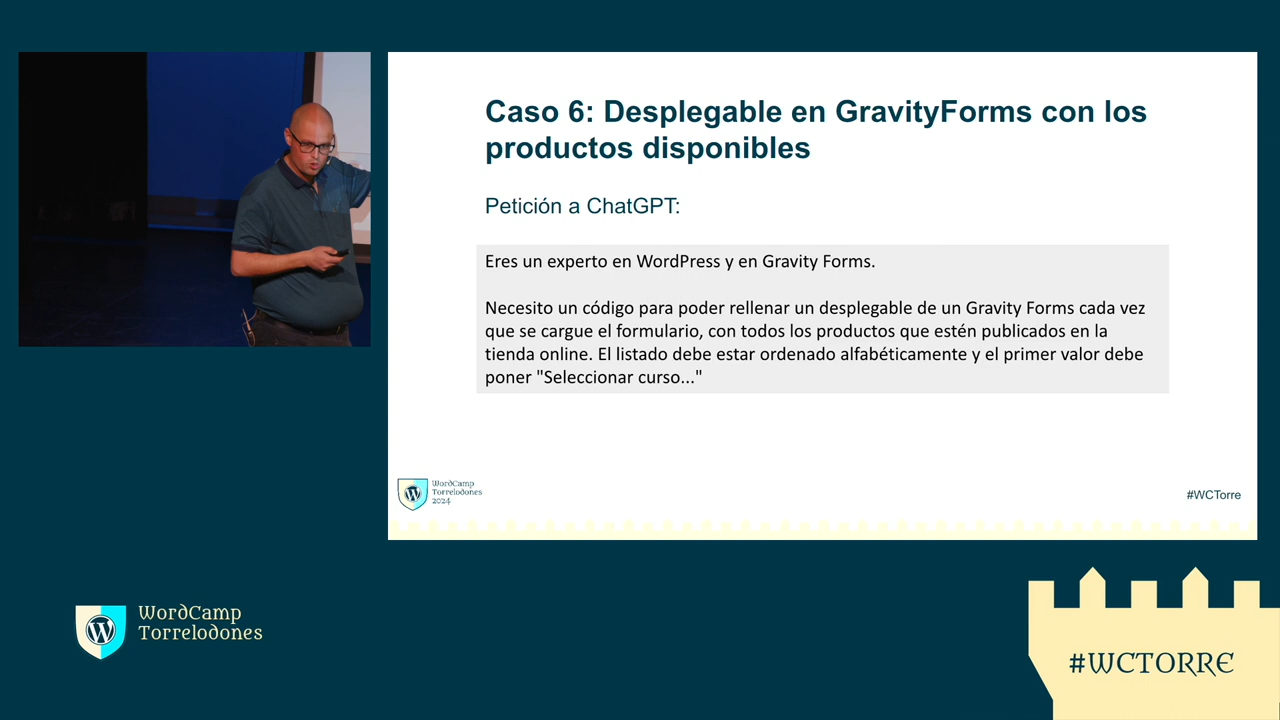 Caso 6: Desplegable en GravityForms con los
productos disponibles
Petición a ChatGPT:
Eres un experto en WordPress y en Gravity Forms.
Necesito un código para poder rellenar un desplegable de un Gravity Forms cada vez
que se cargue el formulario, con todos los productos que estén publicados en la
tienda online. El listado debe estar ordenado alfabéticamente y el primer valor debe
poner "Seleccionar curso..."
WordCamp
Torrelodones
2024
#WCTorre
WordCamp
Torrelodones
#WCTORRE